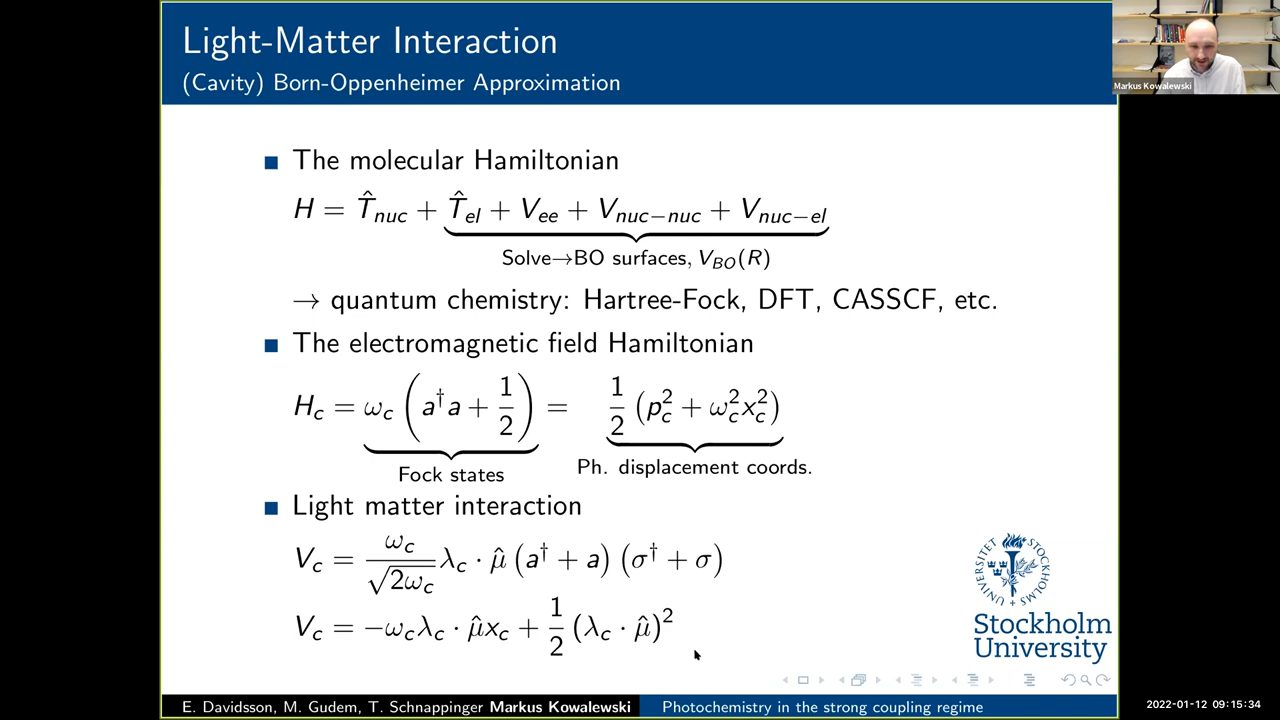 Light-Matter Interaction
(Cavity) Born-Oppenheimer Approximation
Markus Kowalewski
■ The molecular Hamiltonian
H = T̂_nuc + T̂_el + V_ee + V_nuc−nuc + V_nuc−el
Solve→BO surfaces, V_BO(R)
→ quantum chemistry: Hartree-Fock, DFT, CASSCF, etc.
■ The electromagnetic field Hamiltonian
H_c = ω_c (a†a + 1/2) = 1/2 (p_c² + ω_c² x_c²)
Fock states
Ph. displacement coords.
■ Light matter interaction
V_c = ω_c/√(2ω_c) λ_c · μ̂ (a† + a) (σ† + σ)
V_c = −ω_c λ_c · μ̂ x_c + 1/2 (λ_c · μ̂)²
STOCKHOLMS UNIVERSITET
Stockholm
University
E. Davidsson, M. Gudem, T. Schnappinger Markus Kowalewski
Photochemistry in the strong coupling regime
2022-01-12 09:15:34